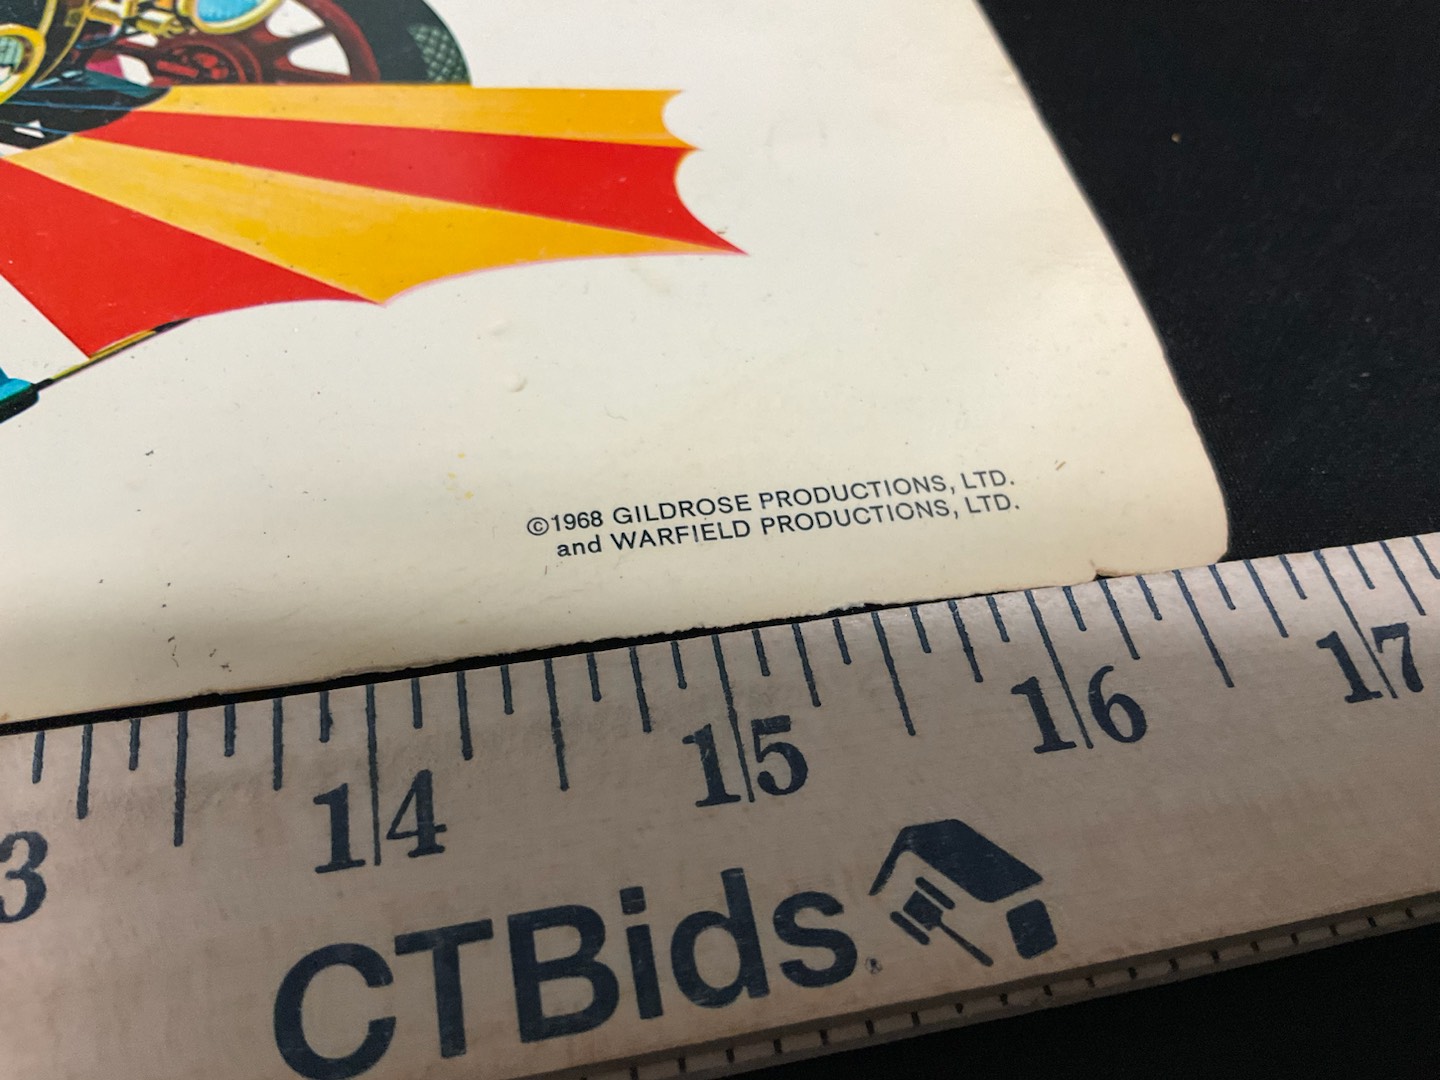 ©1968 GILDROSE PRODUCTIONS, LTD.
and WARFIELD PRODUCTIONS, LTD.
3 14 15 16 17
CTBids